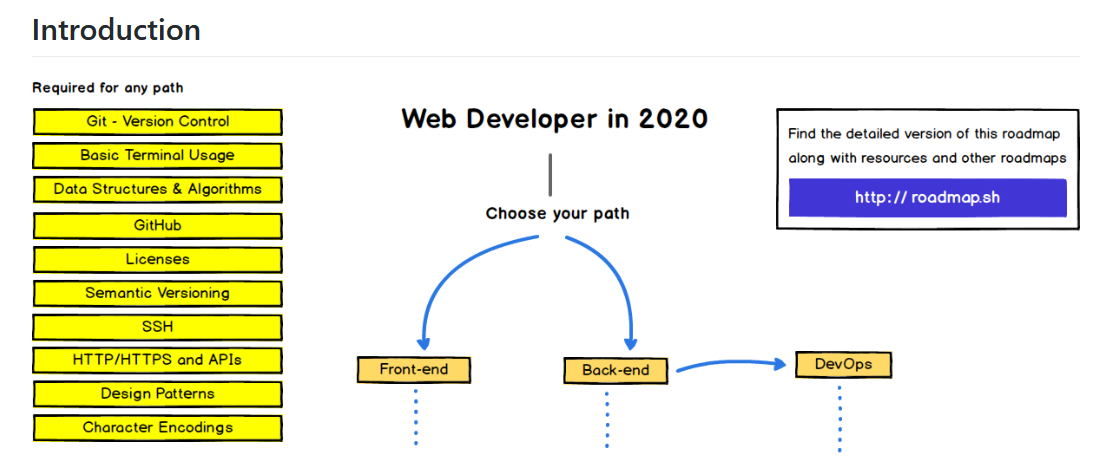 Introduction
Required for any path
Git - Version Control
Basic Terminal Usage
Data Structures & Algorithms
GitHub
Licenses
Semantic Versioning
SSH
HTTP/HTTPS and APIs
Design Patterns
Character Encodings
Web Developer in 2020
Choose your path
Front-end
Back-end
DevOps
Find the detailed version of this roadmap
along with resources and other roadmaps
http:// roadmap.sh